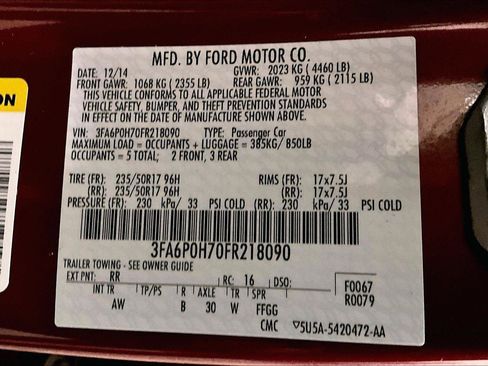 MFD. BY FORD MOTOR CO.
DATE: 12/14 GVWR: 2023 KG ( 4460 LB)
FRONT GAWR: 1068 KG ( 2355 LB) REAR GAWR: 959 KG ( 2115 LB)
THIS VEHICLE CONFORMS TO ALL APPLICABLE FEDERAL MOTOR
VEHICLE SAFETY, BUMPER, AND THEFT PREVENTION STANDARDS
IN EFFECT ON THE DATE OF MANUFACTURE SHOWN ABOVE.
VIN: 3FA6P0H70FR218090 TYPE: Passenger Car
MAXIMUM LOAD = OCCUPANTS + LUGGAGE = 385KG/ 850LB
OCCUPANTS = 5 TOTAL; 2 FRONT, 3 REAR
TIRE (FR): 235/50R17 96H RIMS (FR): 17x7.5J
(RR): 235/50R17 96H (RR): 17x7.5J
PRESSURE (FR): 230 kPa/ 33 PSI COLD (RR): 230 kPa/ 33 PSI COLD
3FA6P0H70FR218090
TRAILER TOWING - SEE OWNER GUIDE
EXT PNT: RR RC: 16 DSO: F0067
INT TR TP/PS R AXLE TR SPR R0079
AW B 30 W FFGG
CMC 5U5A-5420472-AA
ON